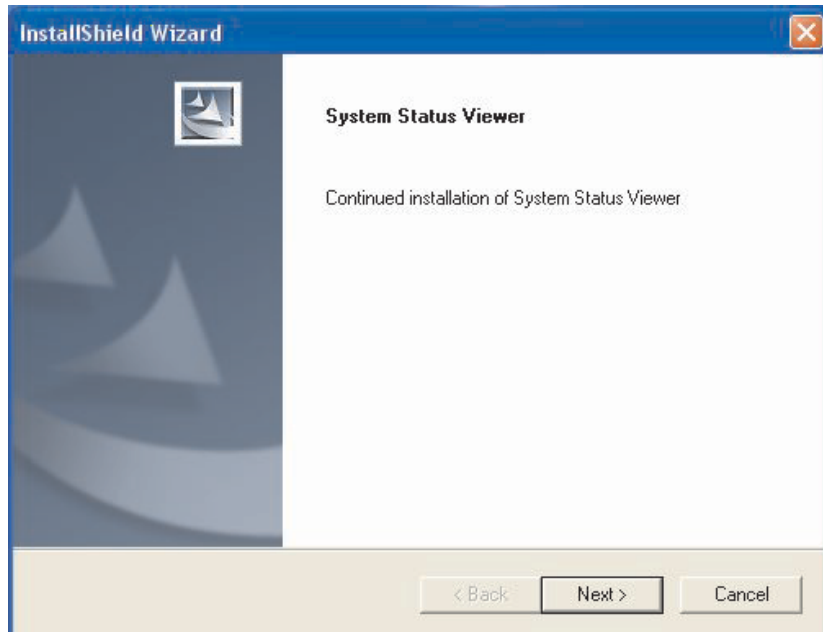 InstallShield Wizard
System Status Viewer
Continued installation of System Status Viewer
< Back Next > Cancel